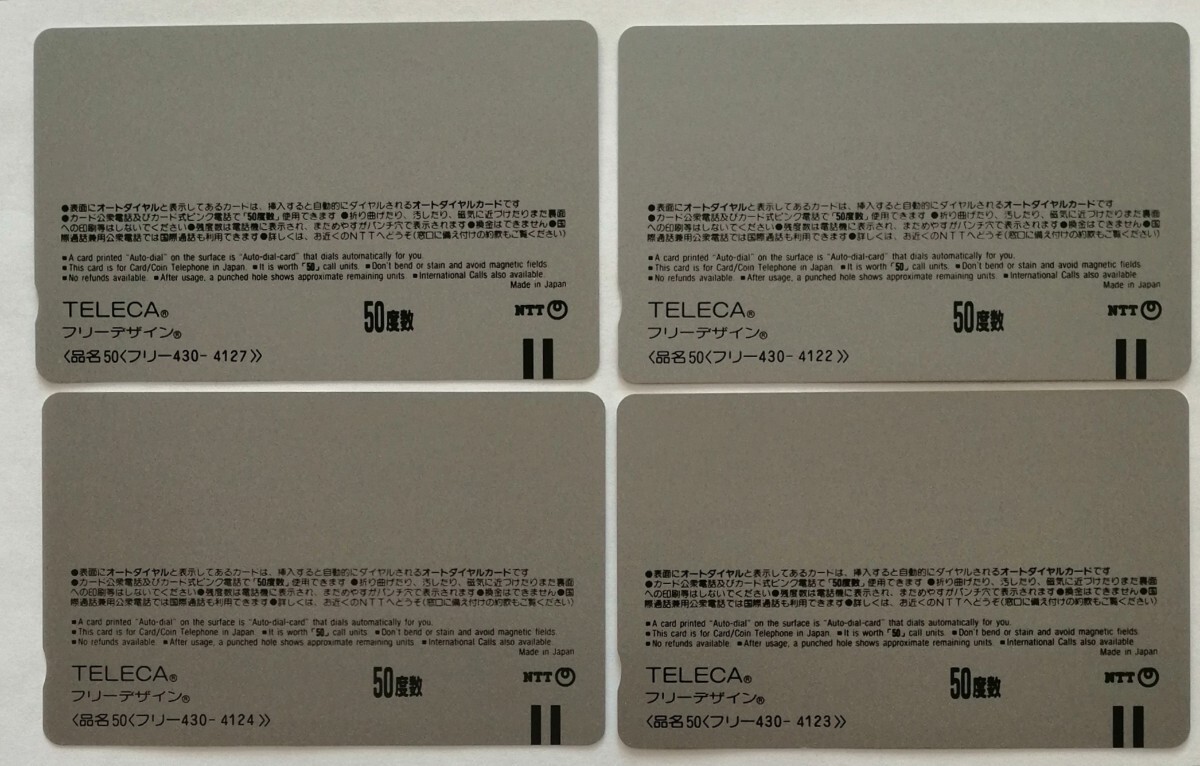 ●表面にオートダイヤルと表示してあるカードは、挿入すると自動的にダイヤルされるオートダイヤルカードです
●カード公衆電話及びカード式ピンク電話で「50度数」使用できます ●折り曲げたり、汚したり、磁気に近づけたりまた裏面
への印刷等はしないでください●残度数は電話機に表示され、まためやすがパンチ穴で表示されます●換金はできません●国
際通話兼用公衆電話では国際通話も利用できます●詳しくは、お近くのNTTへどうぞ(窓口に備え付けの約款もご覧ください)
■A card printed "Auto-dial" on the surface is "Auto-dial-card" that dials automatically for you.
■This card is for Card/Coin Telephone in Japan. ■It is worth「50」call units. ■Don't bend or stain and avoid magnetic fields.
■No refunds available. ■After usage, a punched hole shows approximate remaining units. ■International Calls also available.
Made in Japan
TELECA®
フリーデザイン®
50度数
NTT
〈品名50〈フリー430-4127〉〉
●表面にオートダイヤルと表示してあるカードは、挿入すると自動的にダイヤルされるオートダイヤルカードです
●カード公衆電話及びカード式ピンク電話で「50度数」使用できます ●折り曲げたり、汚したり、磁気に近づけたりまた裏面
への印刷等はしないでください●残度数は電話機に表示され、まためやすがパンチ穴で表示されます●換金はできません●国
際通話兼用公衆電話では国際通話も利用できます●詳しくは、お近くのNTTへどうぞ(窓口に備え付けの約款もご覧ください)
■A card printed "Auto-dial" on the surface is "Auto-dial-card" that dials automatically for you.
■This card is for Card/Coin Telephone in Japan. ■It is worth「50」call units. ■Don't bend or stain and avoid magnetic fields.
■No refunds available. ■After usage, a punched hole shows approximate remaining units. ■International Calls also available.
Made in Japan
TELECA®
フリーデザイン®
50度数
NTT
〈品名50〈フリー430-4122〉〉
●表面にオートダイヤルと表示してあるカードは、挿入すると自動的にダイヤルされるオートダイヤルカードです
●カード公衆電話及びカード式ピンク電話で「50度数」使用できます ●折り曲げたり、汚したり、磁気に近づけたりまた裏面
への印刷等はしないでください●残度数は電話機に表示され、まためやすがパンチ穴で表示されます●換金はできません●国
際通話兼用公衆電話では国際通話も利用できます●詳しくは、お近くのNTTへどうぞ(窓口に備え付けの約款もご覧ください)
■A card printed "Auto-dial" on the surface is "Auto-dial-card" that dials automatically for you.
■This card is for Card/Coin Telephone in Japan. ■It is worth「50」call units. ■Don't bend or stain and avoid magnetic fields.
■No refunds available. ■After usage, a punched hole shows approximate remaining units. ■International Calls also available.
Made in Japan
TELECA®
フリーデザイン®
50度数
NTT
〈品名50〈フリー430-4124〉〉
●表面にオートダイヤルと表示してあるカードは、挿入すると自動的にダイヤルされるオートダイヤルカードです
●カード公衆電話及びカード式ピンク電話で「50度数」使用できます ●折り曲げたり、汚したり、磁気に近づけたりまた裏面
への印刷等はしないでください●残度数は電話機に表示され、まためやすがパンチ穴で表示されます●換金はできません●国
際通話兼用公衆電話では国際通話も利用できます●詳しくは、お近くのNTTへどうぞ(窓口に備え付けの約款もご覧ください)
■A card printed "Auto-dial" on the surface is "Auto-dial-card" that dials automatically for you.
■This card is for Card/Coin Telephone in Japan. ■It is worth「50」call units. ■Don't bend or stain and avoid magnetic fields.
■No refunds available. ■After usage, a punched hole shows approximate remaining units. ■International Calls also available.
Made in Japan
TELECA®
フリーデザイン®
50度数
NTT
〈品名50〈フリー430-4123〉〉